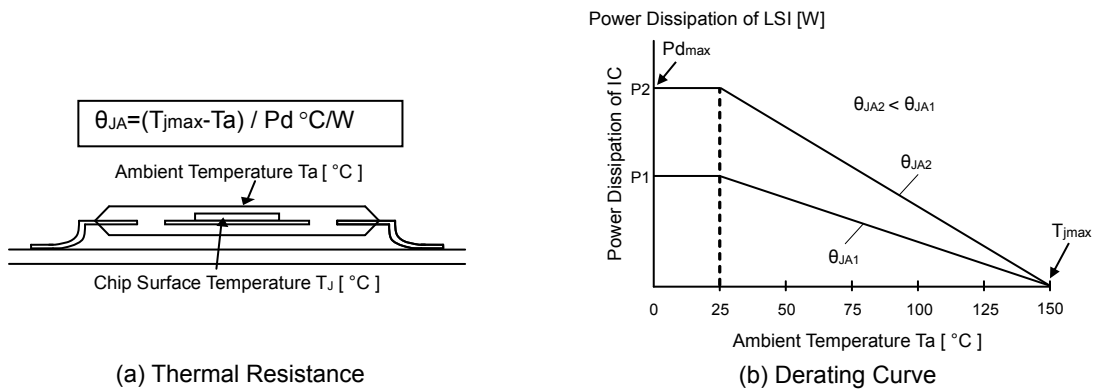 θJA=(Tjmax-Ta) / Pd °C/W
Ambient Temperature Ta [ °C ]
Chip Surface Temperature TJ [ °C ]
(a) Thermal Resistance
Power Dissipation of LSI [W]
Pdmax
Power Dissipation of IC
P2
P1
θJA2 < θJA1
θJA2
θJA1
Tjmax
0 25 50 75 100 125 150
Ambient Temperature Ta [ °C ]
(b) Derating Curve